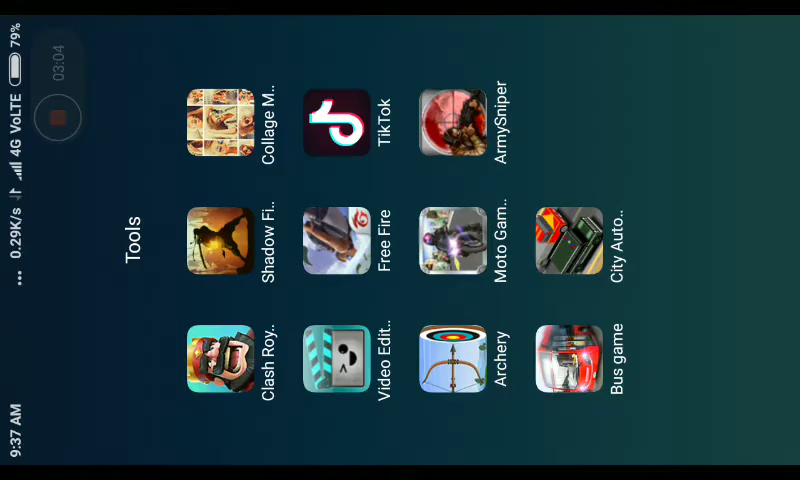 9:37 AM ... 0.29K/s 4G VoLTE 79%
03:04
Tools
Clash Roy.. Shadow Fi.. Collage M..
Video Edit.. Free Fire TikTok
Archery Moto Gam.. ArmySniper
Bus game City Auto..